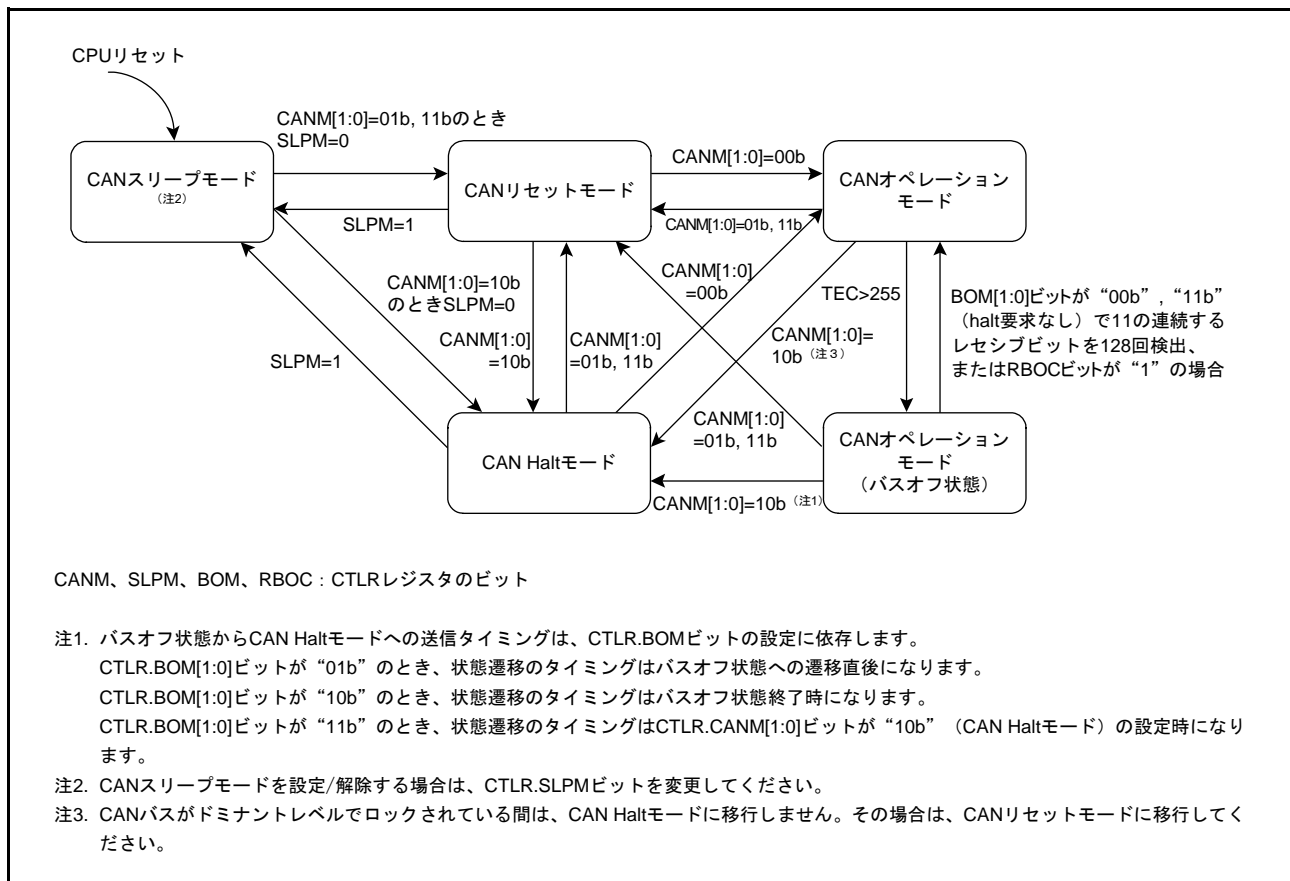 CPUリセット
CANM[1:0]=01b, 11bのとき
SLPM=0
CANスリープモード
（注2）
CANリセットモード
CANM[1:0]=00b
CANオペレーション
モード
SLPM=1
CANM[1:0]=01b, 11b
CANM[1:0]=10b
のときSLPM=0
CANM[1:0]
=00b
TEC>255
BOM[1:0]ビットが“00b”, “11b”
（halt要求なし）で11の連続する
レセシブビットを128回検出、
またはRBOCビットが“1”の場合
SLPM=1
CANM[1:0]
=10b
CANM[1:0]
=01b, 11b
CANM[1:0]=
10b（注３）
CAN Haltモード
CANM[1:0]
=01b, 11b
CANオペレーション
モード
（バスオフ状態）
CANM[1:0]=10b（注1）
CANM、SLPM、BOM、RBOC：CTLRレジスタのビット
注1. バスオフ状態からCAN Haltモードへの送信タイミングは、CTLR.BOMビットの設定に依存します。
CTLR.BOM[1:0]ビットが“01b”のとき、状態遷移のタイミングはバスオフ状態への遷移直後になります。
CTLR.BOM[1:0]ビットが“10b”のとき、状態遷移のタイミングはバスオフ状態終了時になります。
CTLR.BOM[1:0]ビットが“11b”のとき、状態遷移のタイミングはCTLR.CANM[1:0]ビットが“10b”（CAN Haltモード）の設定時になり
ます。
注2. CANスリープモードを設定/解除する場合は、CTLR.SLPMビットを変更してください。
注3. CANバスがドミナントレベルでロックされている間は、CAN Haltモードに移行しません。その場合は、CANリセットモードに移行してく
ださい。